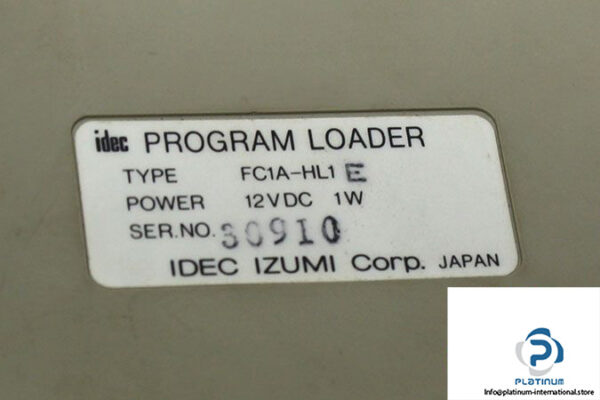 idec PROGRAM LOADER
TYPE FC1A-HL1 E
POWER 12VDC 1W
SER.NO. 30910
IDEC IZUMI Corp. JAPAN
PLATINUM
Info@platinum-international.store